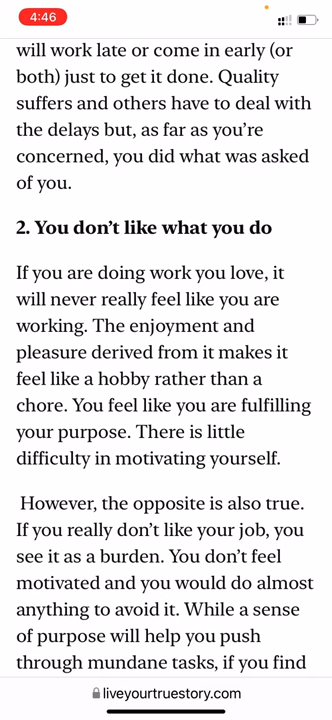 4:46
will work late or come in early (or
both) just to get it done. Quality
suffers and others have to deal with
the delays but, as far as you’re
concerned, you did what was asked
of you.
2. You don’t like what you do
If you are doing work you love, it
will never really feel like you are
working. The enjoyment and
pleasure derived from it makes it
feel like a hobby rather than a
chore. You feel like you are fulfilling
your purpose. There is little
difficulty in motivating yourself.
However, the opposite is also true.
If you really don’t like your job, you
see it as a burden. You don’t feel
motivated and you would do almost
anything to avoid it. While a sense
of purpose will help you push
through mundane tasks, if you find
liveyourtruestory.com